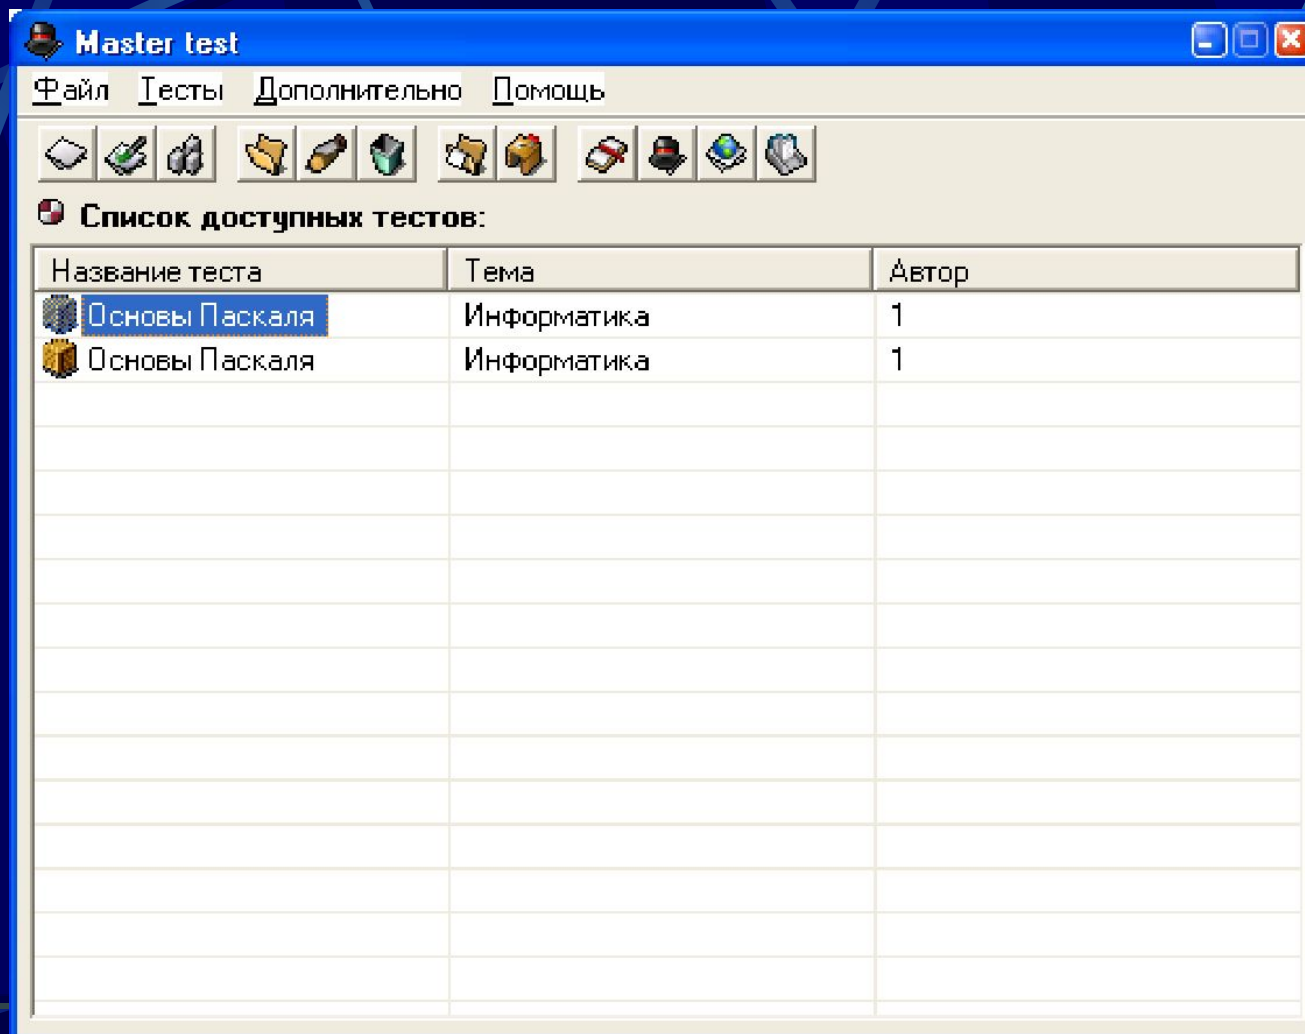 Master test
Файл Тесты Дополнительно Помощь
Список доступных тестов:
Название теста Тема Автор
Основы Паскаля Информатика 1
Основы Паскаля Информатика 1